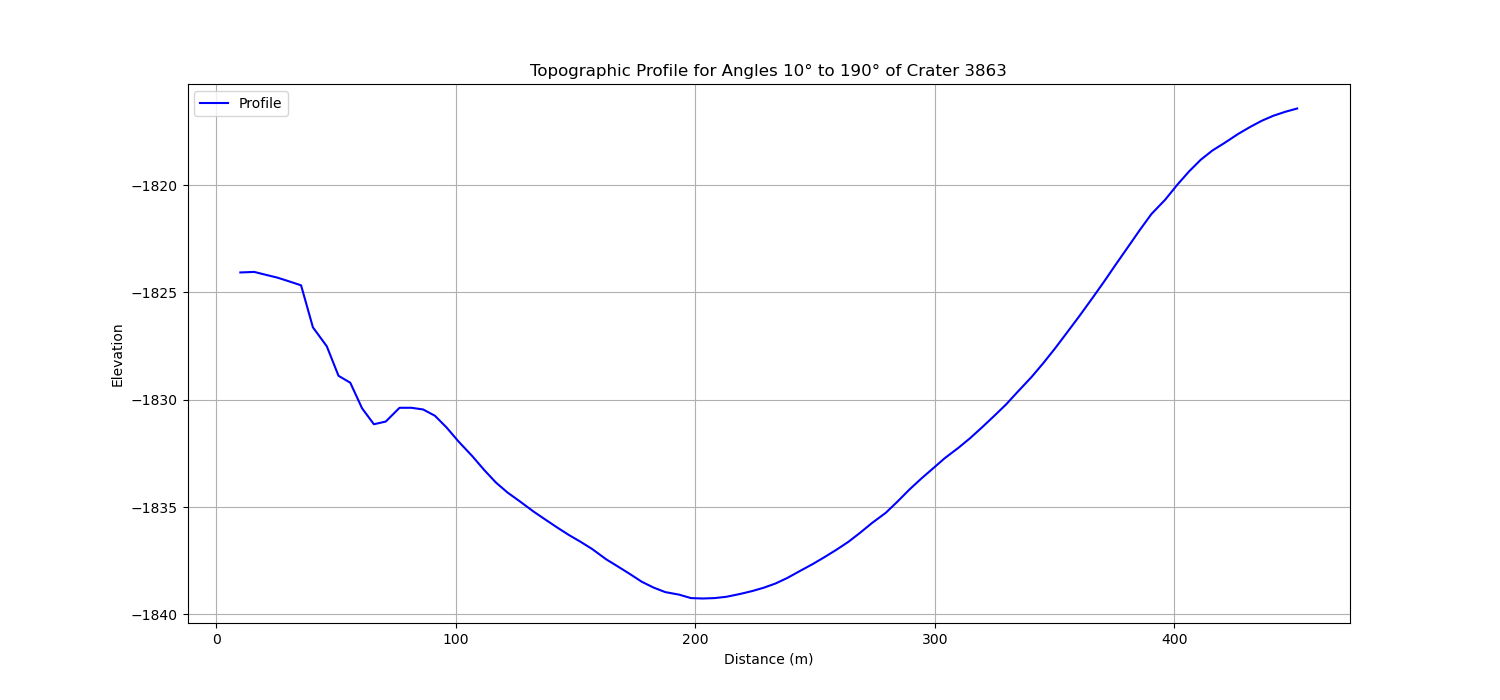 Topographic Profile for Angles 10° to 190° of Crater 3863
Profile
−1820
−1825
−1830
−1835
−1840
Elevation
0 100 200 300 400
Distance (m)